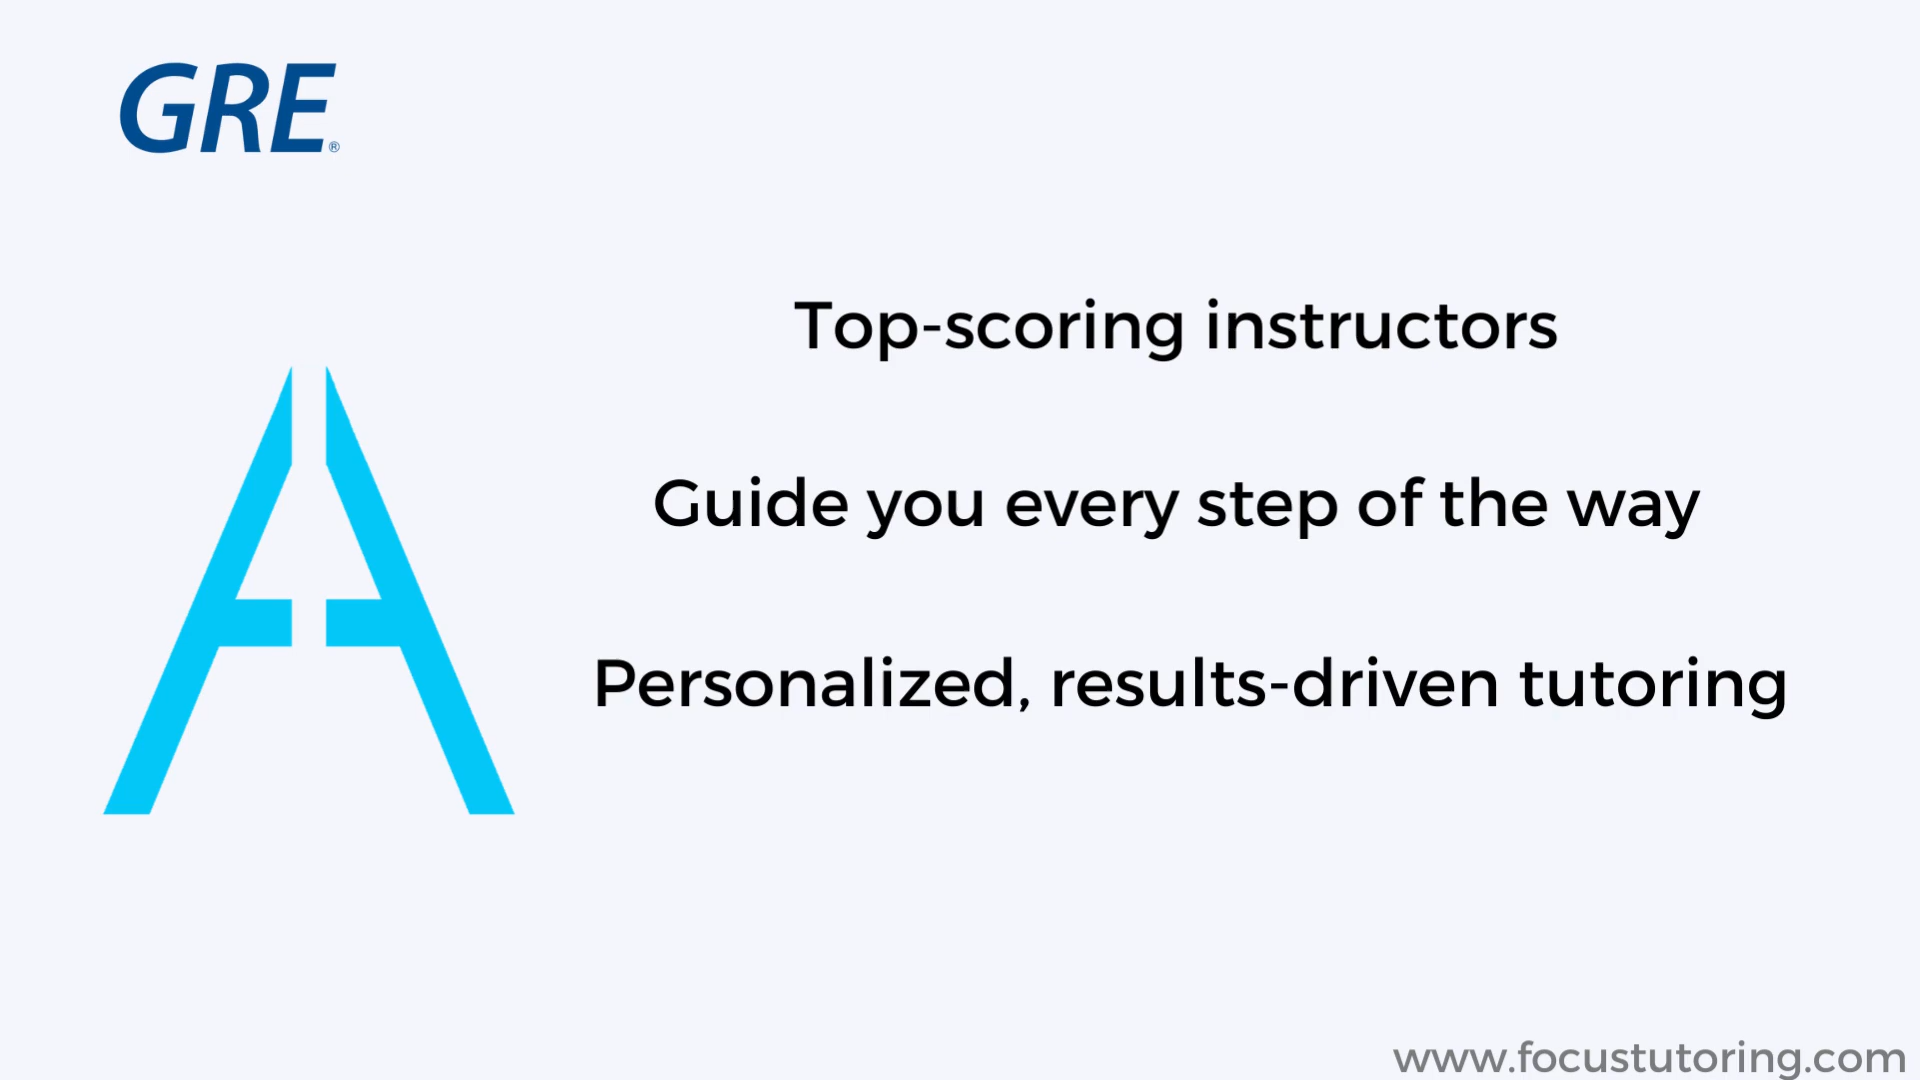 GRE®
Top-scoring instructors
Guide you every step of the way
Personalized, results-driven tutoring
www.focustutoring.com